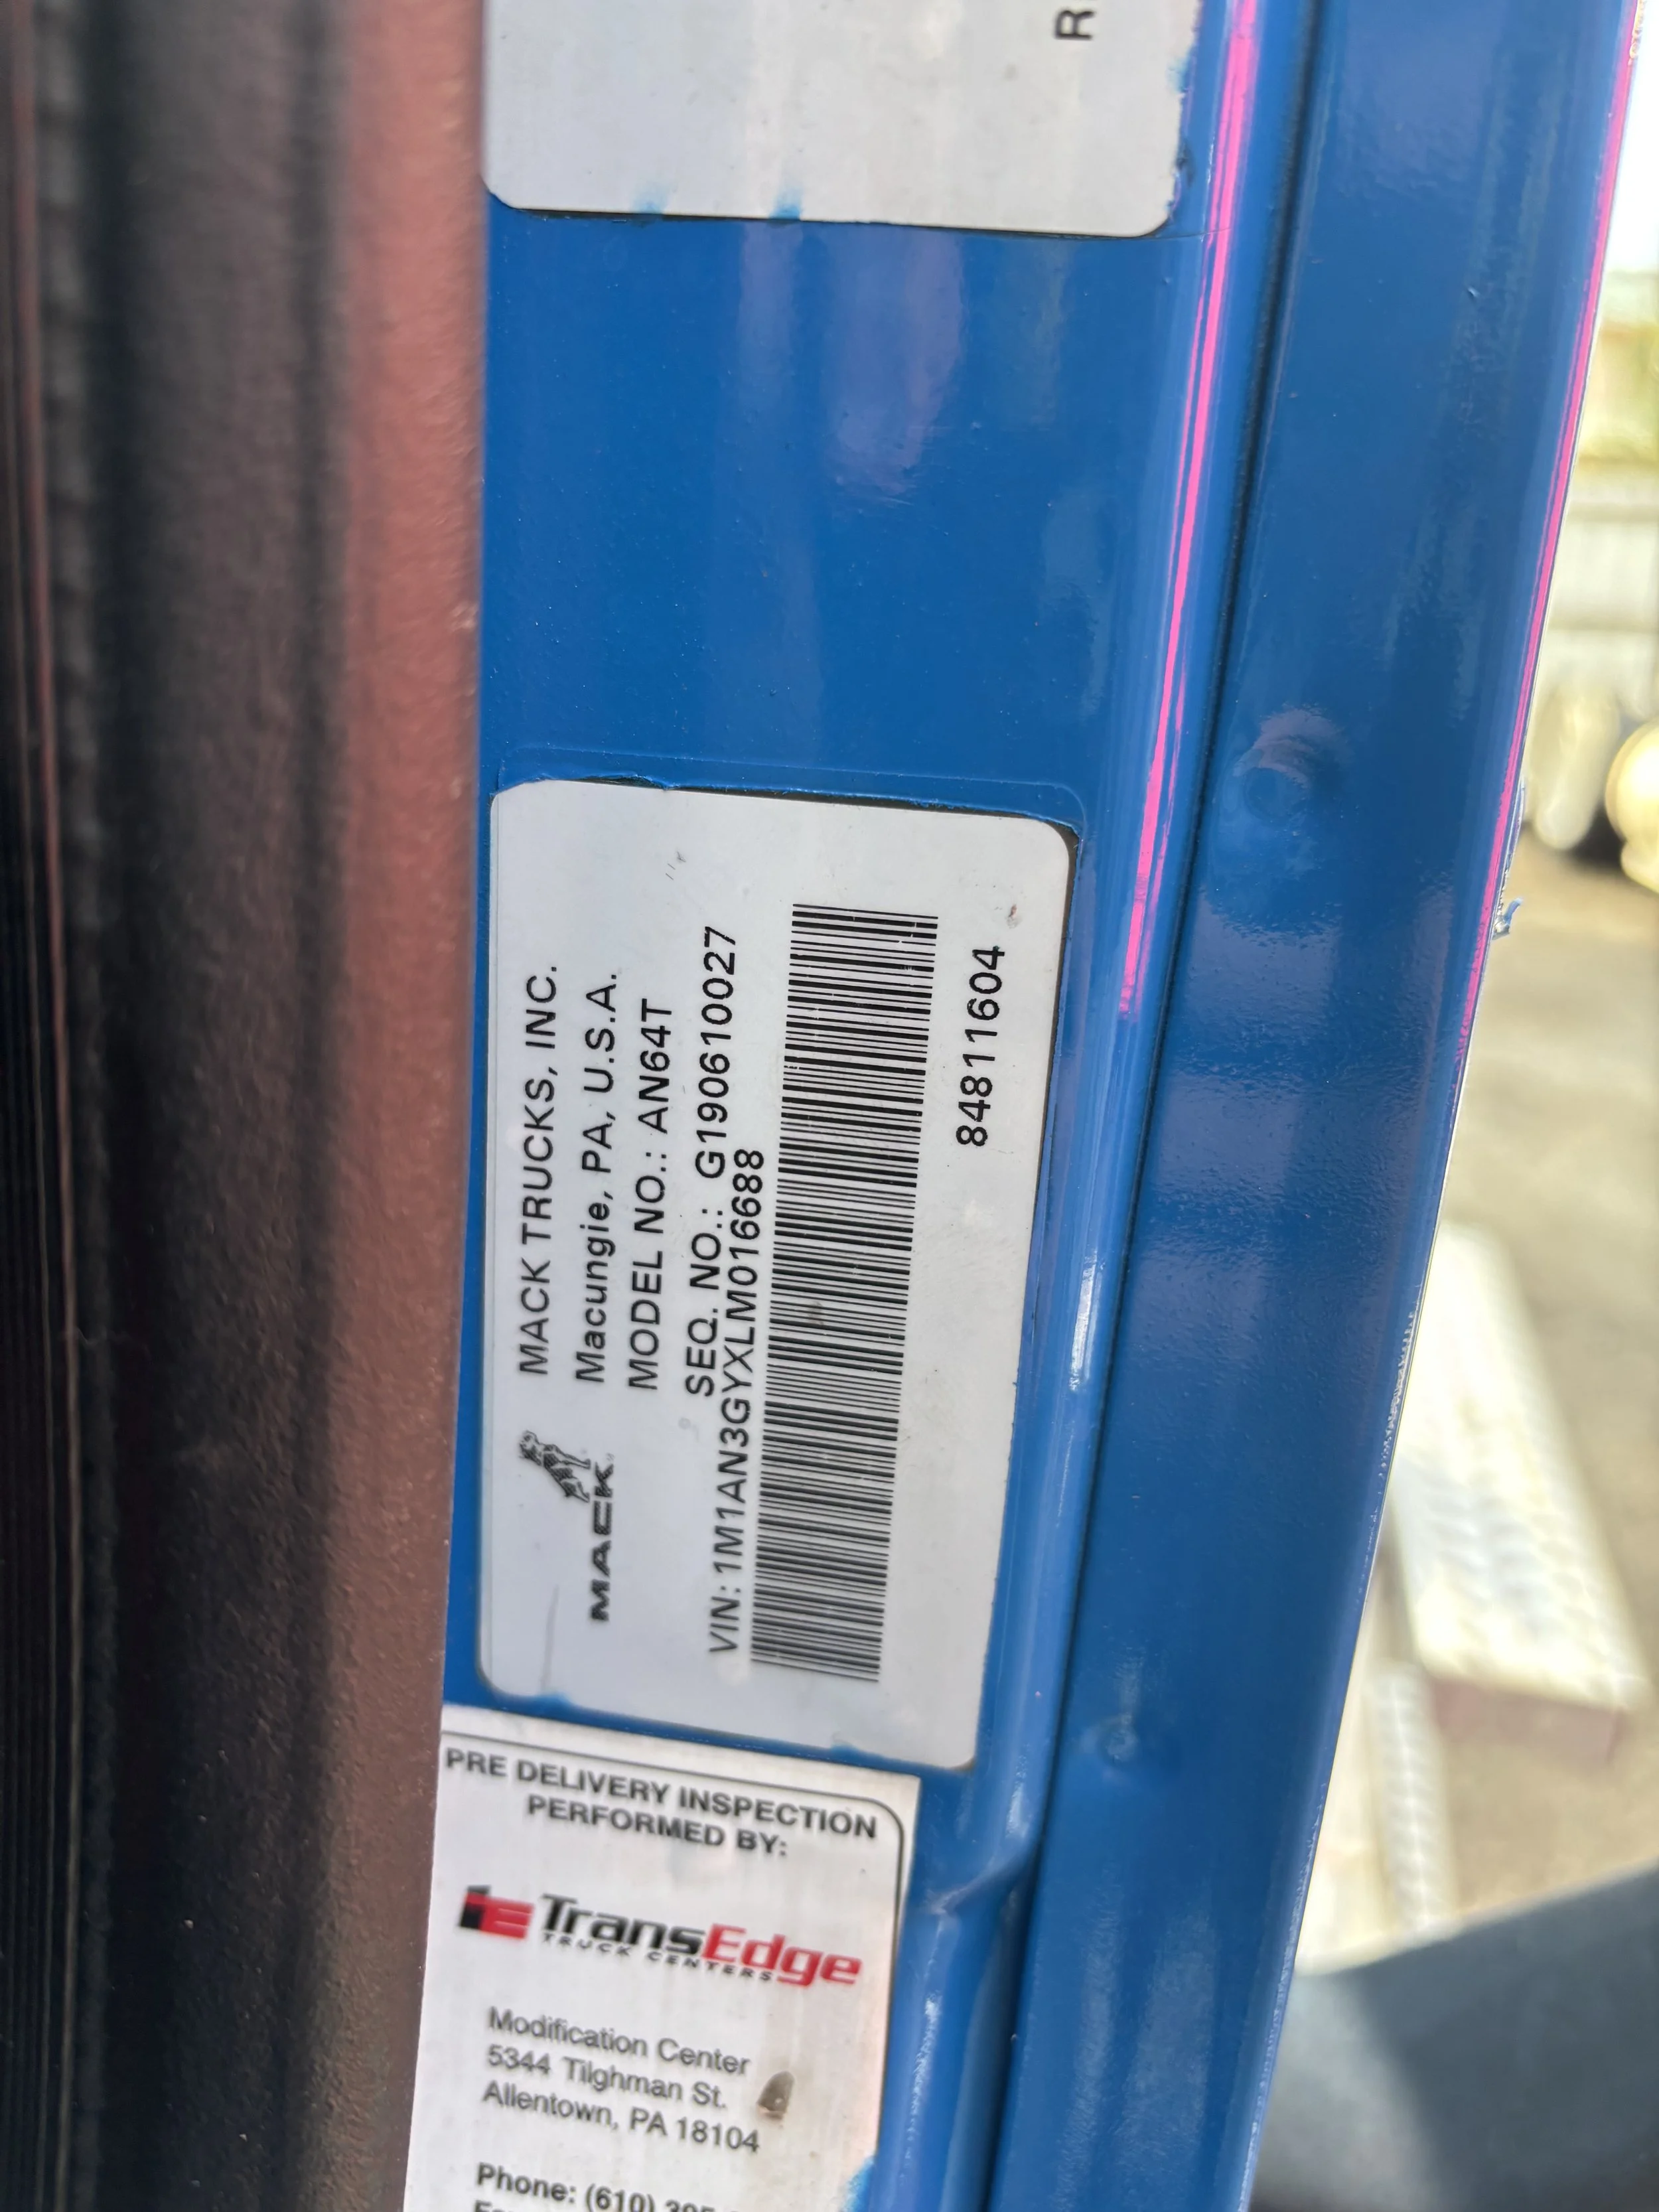 R
MACK TRUCKS, INC.
Macungie, PA, U.S.A.
MODEL NO.: AN64T
SEQ. NO.: G190610027
MACK
VIN: 1M1AN3GYXLM016688
84811604
PRE DELIVERY INSPECTION
PERFORMED BY:
TransEdge
TRUCK CENTERS
Modification Center
5344 Tilghman St.
Allentown, PA 18104
Phone: (610)